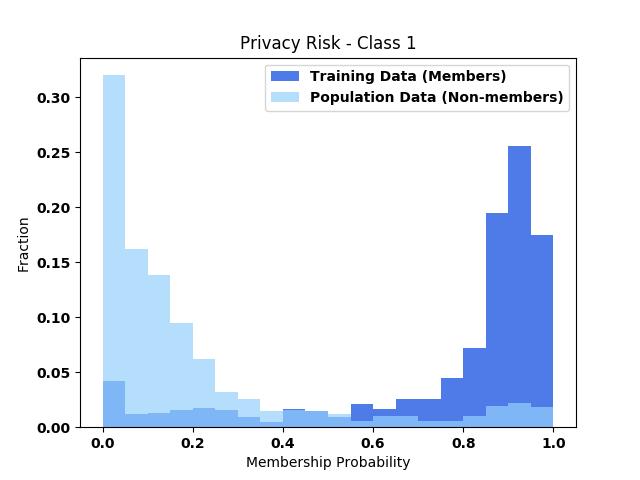 Privacy Risk - Class 1
Training Data (Members)
Population Data (Non-members)
0.30
0.25
0.20
0.15
0.10
0.05
0.00
Fraction
0.0 0.2 0.4 0.6 0.8 1.0
Membership Probability